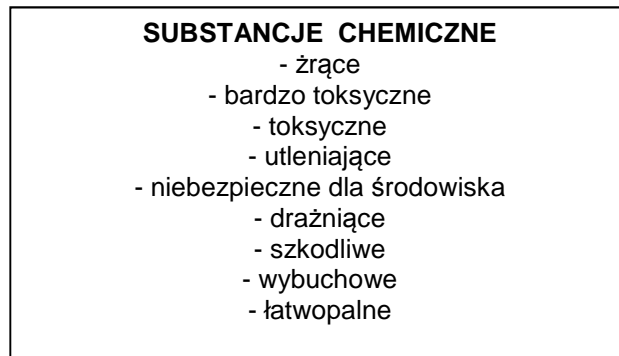 SUBSTANCJE CHEMICZNE
- żrące
- bardzo toksyczne
- toksyczne
- utleniające
- niebezpieczne dla środowiska
- drażniące
- szkodliwe
- wybuchowe
- łatwopalne